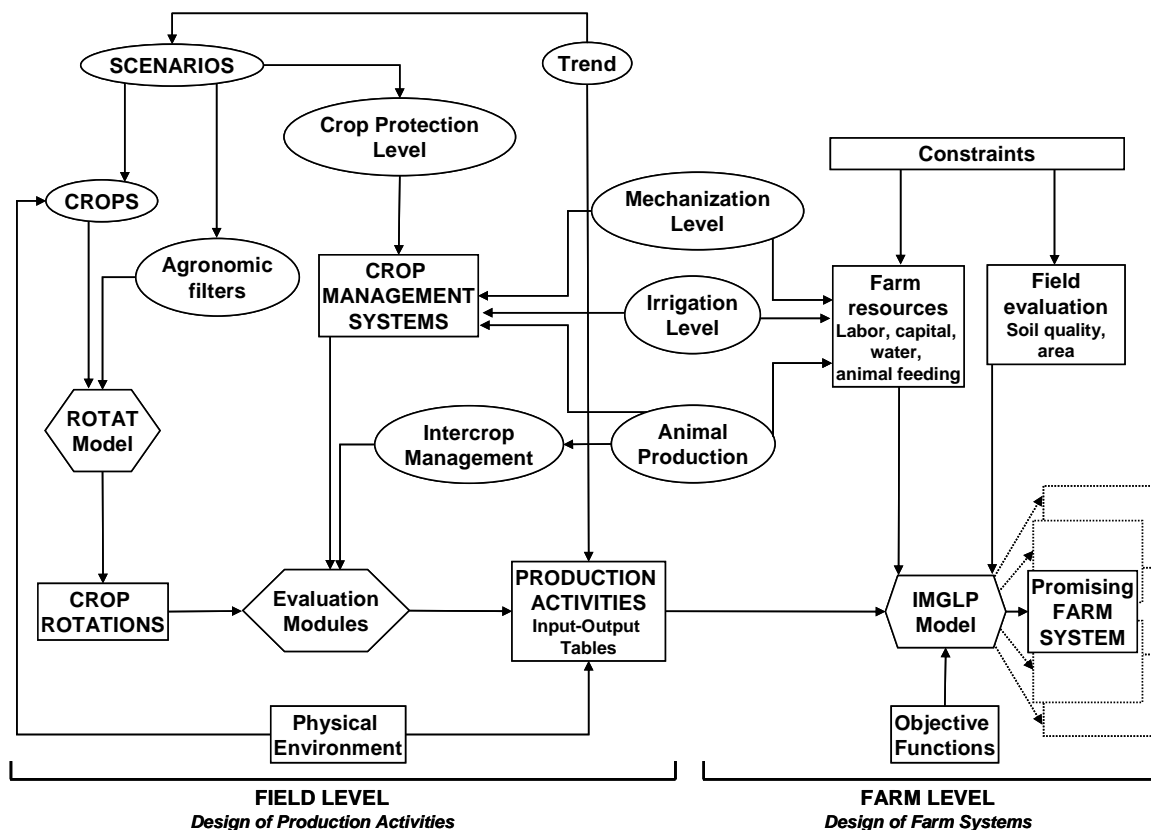 SCENARIOS
Trend
Crop Protection
Level
Constraints
CROPS
Mechanization
Level
Agronomic
filters
CROP
MANAGEMENT
SYSTEMS
Irrigation
Level
Farm
resources
Labor, capital,
water,
animal feeding
Field
evaluation
Soil quality,
area
ROTAT
Model
Intercrop
Management
Animal
Production
CROP
ROTATIONS
Evaluation
Modules
PRODUCTION
ACTIVITIES
Input-Output
Tables
IMGLP
Model
Promising
FARM
SYSTEM
Physical
Environment
Objective
Functions
FIELD LEVEL
Design of Production Activities
FARM LEVEL
Design of Farm Systems